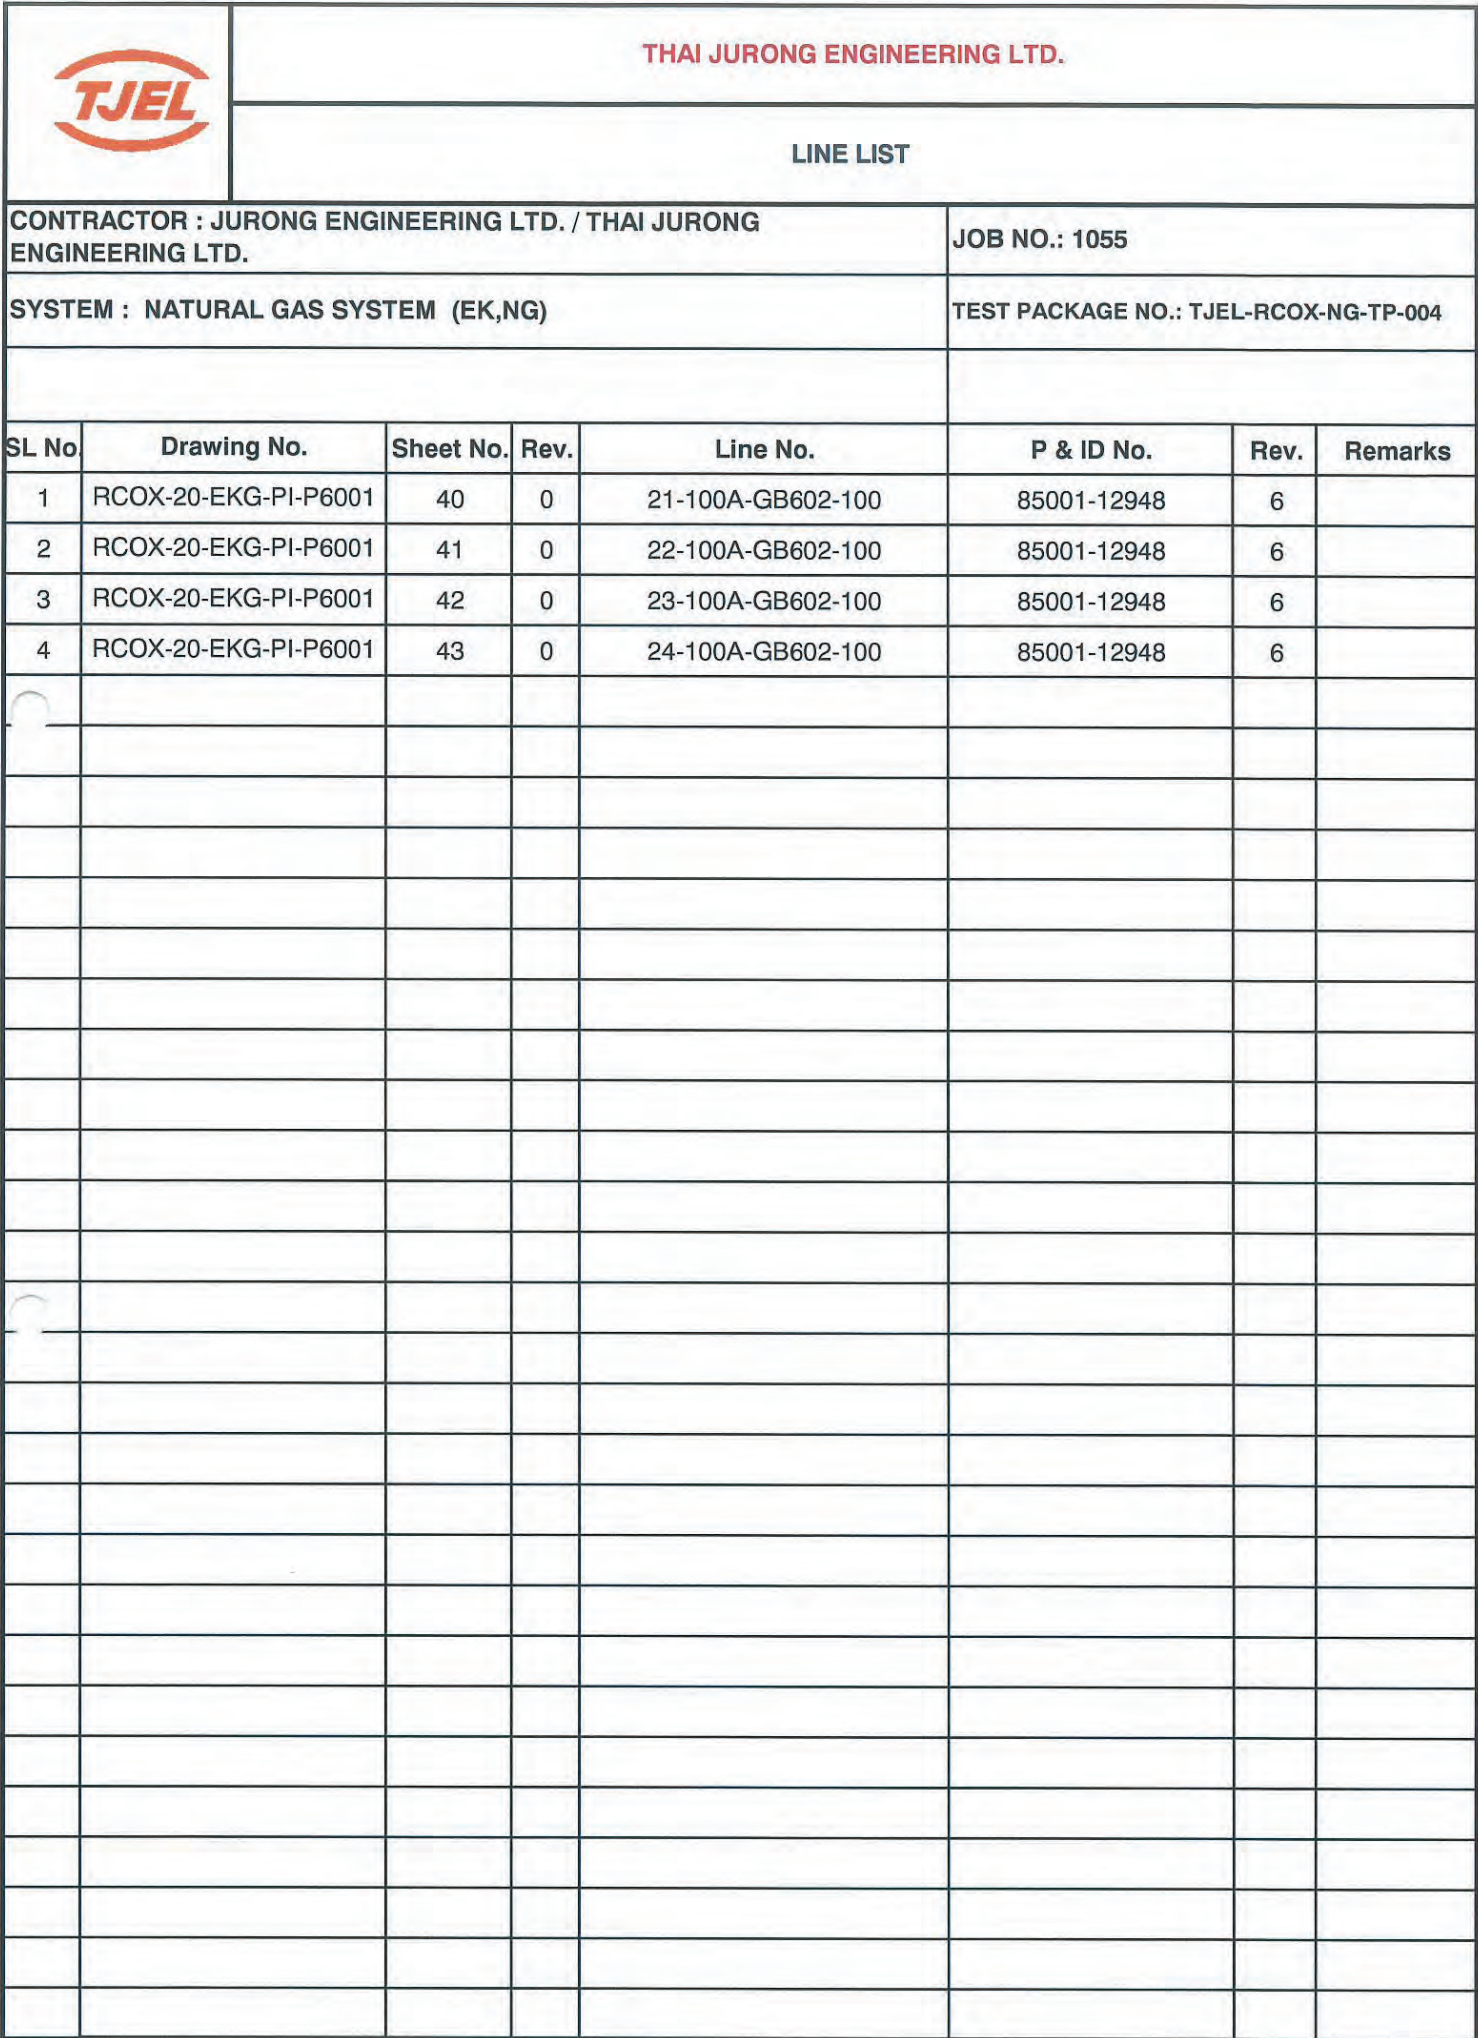 TJEL
THAI JURONG ENGINEERING LTD.
LINE LIST
CONTRACTOR : JURONG ENGINEERING LTD. / THAI JURONG
ENGINEERING LTD.
JOB NO.: 1055
SYSTEM : NATURAL GAS SYSTEM (EK,NG)
TEST PACKAGE NO.: TJEL-RCOX-NG-TP-004
SL No. Drawing No. Sheet No. Rev. Line No. P & ID No. Rev. Remarks
1 RCOX-20-EKG-PI-P6001 40 0 21-100A-GB602-100 85001-12948 6
2 RCOX-20-EKG-PI-P6001 41 0 22-100A-GB602-100 85001-12948 6
3 RCOX-20-EKG-PI-P6001 42 0 23-100A-GB602-100 85001-12948 6
4 RCOX-20-EKG-PI-P6001 43 0 24-100A-GB602-100 85001-12948 6